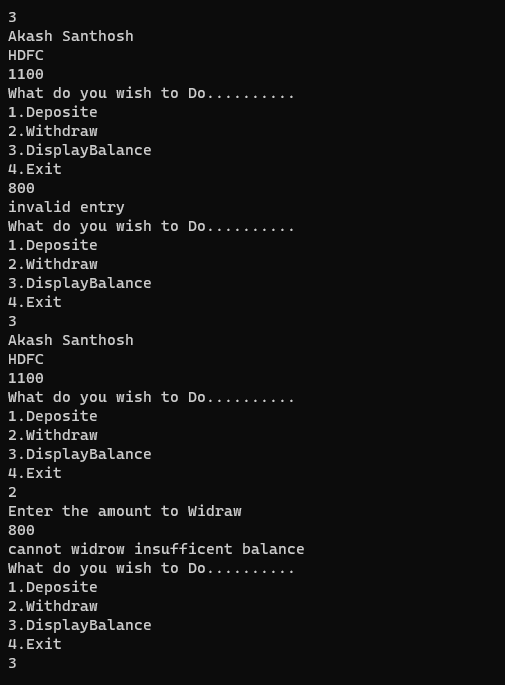 3
Akash Santhosh
HDFC
1100
What do you wish to Do..........
1.Deposite
2.Withdraw
3.DisplayBalance
4.Exit
800
invalid entry
What do you wish to Do..........
1.Deposite
2.Withdraw
3.DisplayBalance
4.Exit
3
Akash Santhosh
HDFC
1100
What do you wish to Do..........
1.Deposite
2.Withdraw
3.DisplayBalance
4.Exit
2
Enter the amount to Widraw
800
cannot widrow insufficent balance
What do you wish to Do..........
1.Deposite
2.Withdraw
3.DisplayBalance
4.Exit
3